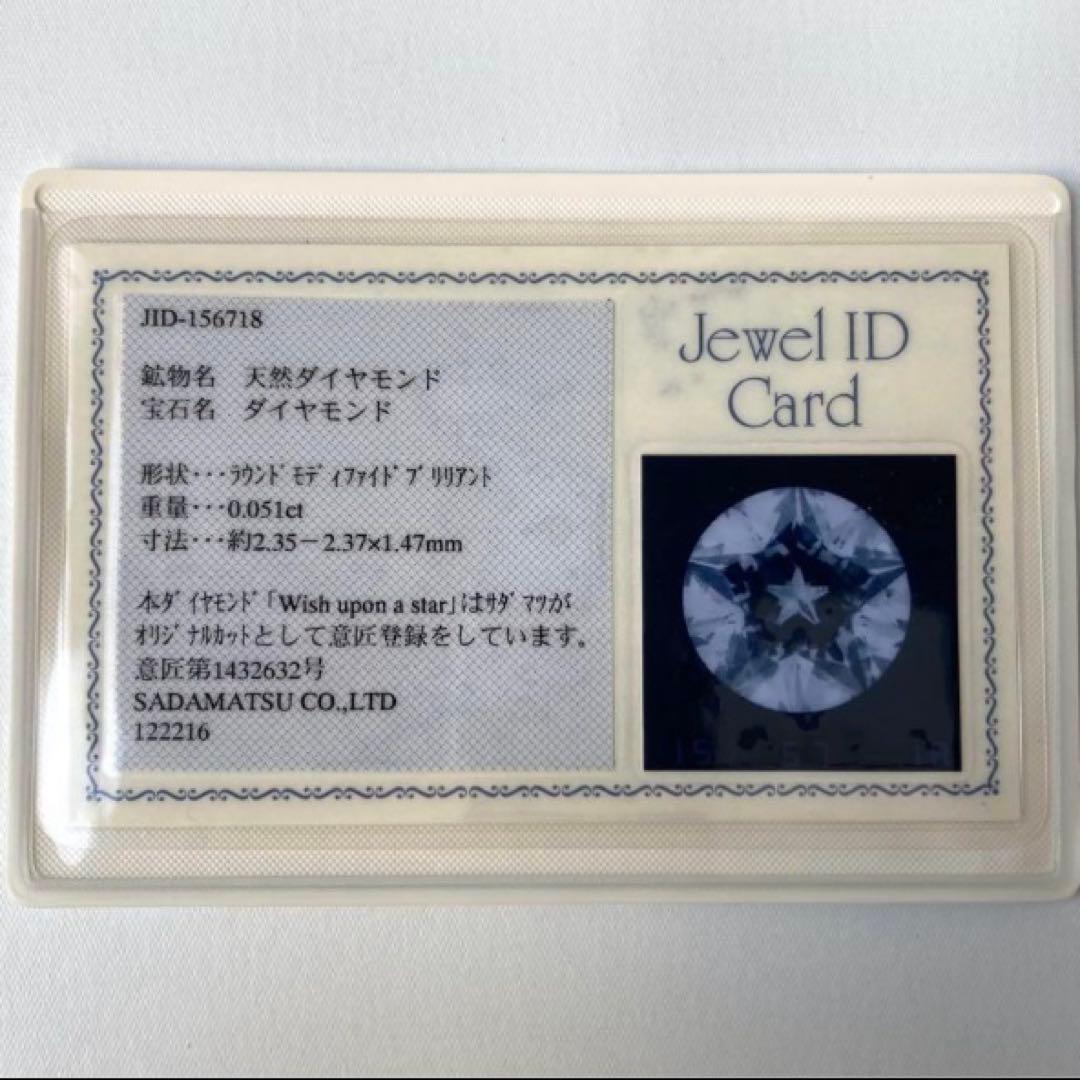 JID-156718
鉱物名 天然ダイヤモンド
宝石名 ダイヤモンド
形状･･･ﾗｳﾝﾄﾞﾓﾃﾞｨﾌｧｲﾄﾞﾌﾞﾘﾘｱﾝﾄ
重量･･･0.051ct
寸法･･･約2.35－2.37×1.47mm
本ﾀﾞｲﾔﾓﾝﾄﾞ｢Wish upon a star｣はｻﾀﾞﾏﾂが
ｵﾘｼﾞﾅﾙｶｯﾄとして意匠登録をしています。
意匠第1432632号
SADAMATSU CO.,LTD
122216
Jewel ID
Card